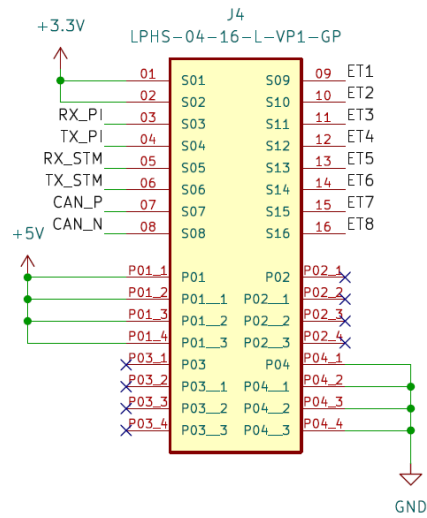 J4
LPHS-04-16-L-VP1-GP
+3.3V
01 S01 S09 09 ET1
02 S02 S10 10 ET2
RX_PI 03 S03 S11 11 ET3
TX_PI 04 S04 S12 12 ET4
RX_STM 05 S05 S13 13 ET5
TX_STM 06 S06 S14 14 ET6
CAN_P 07 S07 S15 15 ET7
CAN_N 08 S08 S16 16 ET8
+5V
P01_1 P01 P02 P02_1
P01_2 P01__1 P02__1 P02_2
P01_3 P01__2 P02__2 P02_3
P01_4 P01__3 P02__3 P02_4
P03_1 P03 P04 P04_1
P03_2 P03__1 P04__1 P04_2
P03_3 P03__2 P04__2 P04_3
P03_4 P03__3 P04__3 P04_4
GND